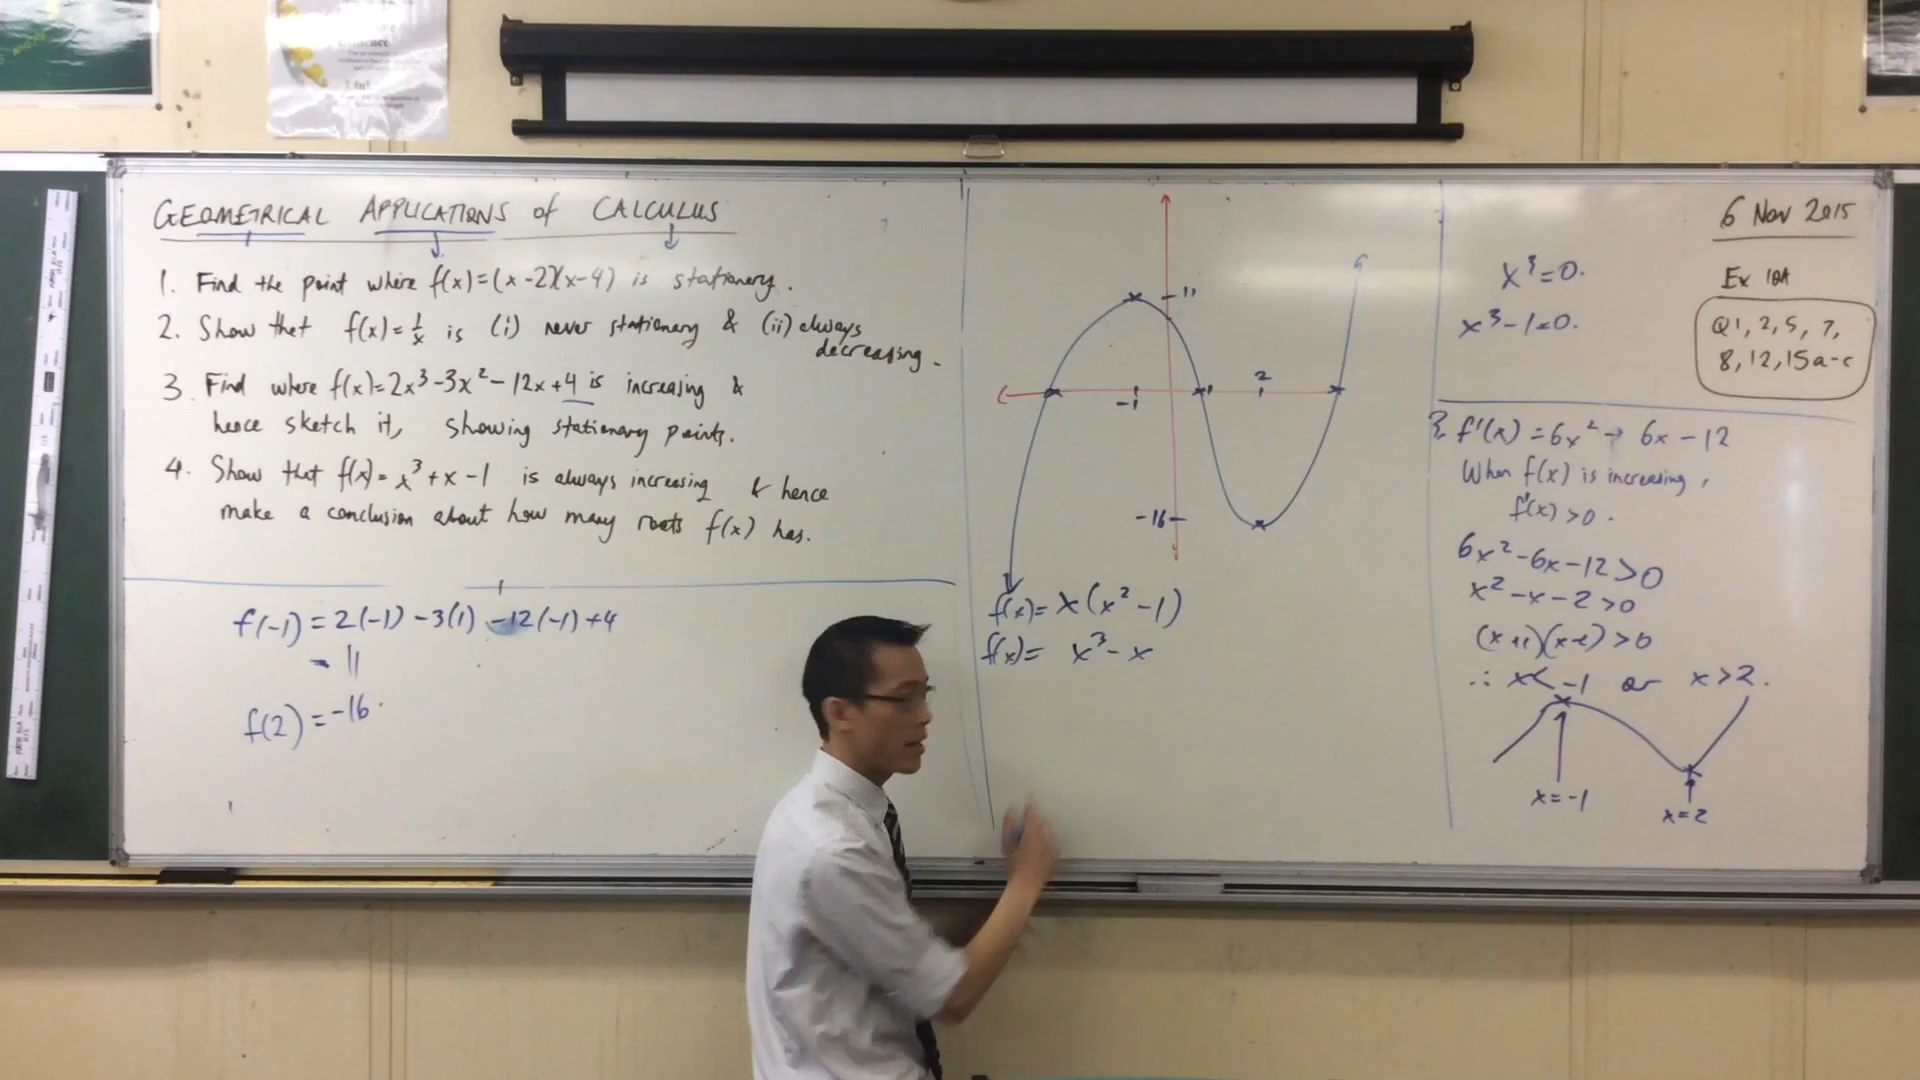 GEOMETRICAL APPLICATIONS of CALCULUS
1. Find the point where f(x)=(x-2)(x-4) is stationary.
2. Show that f(x)=1/x is (i) never stationary & (ii) always
decreasing.
3. Find where f(x)=2x³-3x²-12x+4 is increasing &
hence sketch it, showing stationary points.
4. Show that f(x)=x³+x-1 is always increasing & hence
make a conclusion about how many roots f(x) has.
f(-1)=2(-1)-3(1)-12(-1)+4
= 11
f(2)=-16.
11
-1
1
2
-16
f(x)=x(x²-1)
f(x)= x³-x
x³=0.
x³-1=0.
6 Nov 2015
Ex 10A
Q1, 2, 5, 7,
8, 12, 15a-c
3. f'(x)=6x²-6x-12
When f(x) is increasing,
f'(x)>0.
6x²-6x-12>0
x²-x-2>0
(x+1)(x-2)>0
∴ x<-1 or x>2.
x=-1
x=2